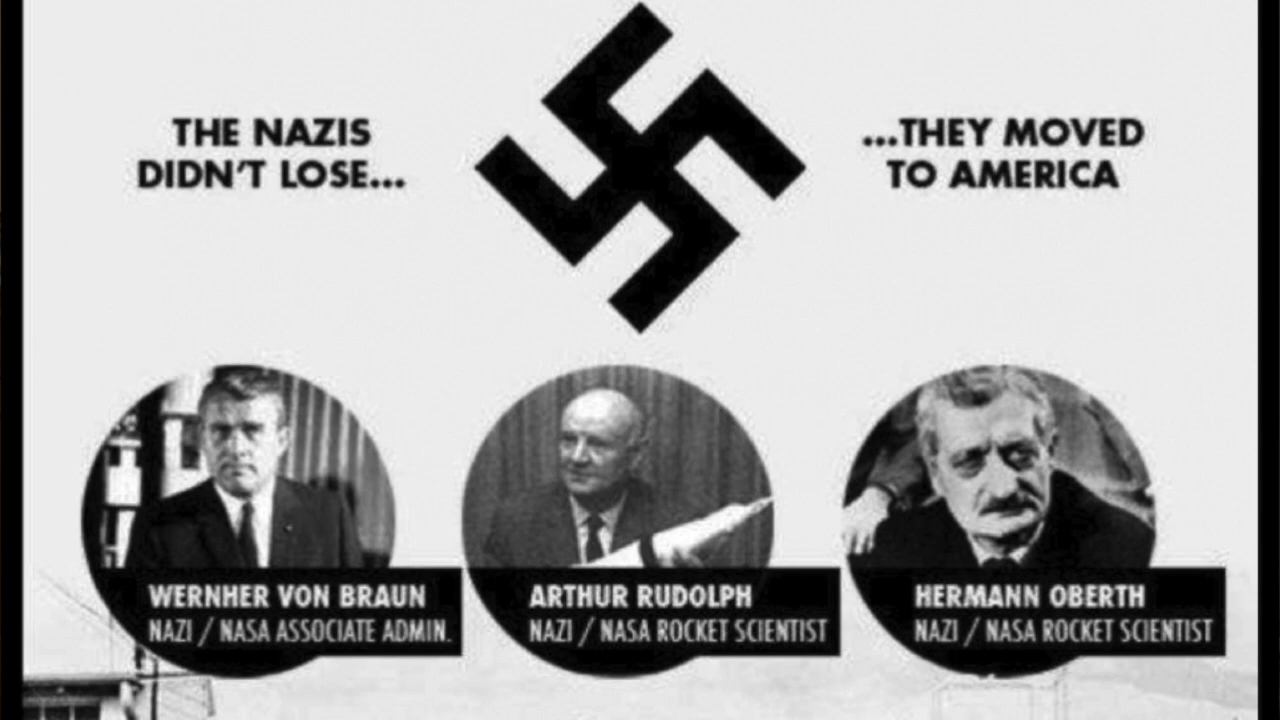 THE NAZIS
DIDN'T LOSE...
...THEY MOVED
TO AMERICA
WERNHER VON BRAUN
NAZI / NASA ASSOCIATE ADMIN.
ARTHUR RUDOLPH
NAZI / NASA ROCKET SCIENTIST
HERMANN OBERTH
NAZI / NASA ROCKET SCIENTIST